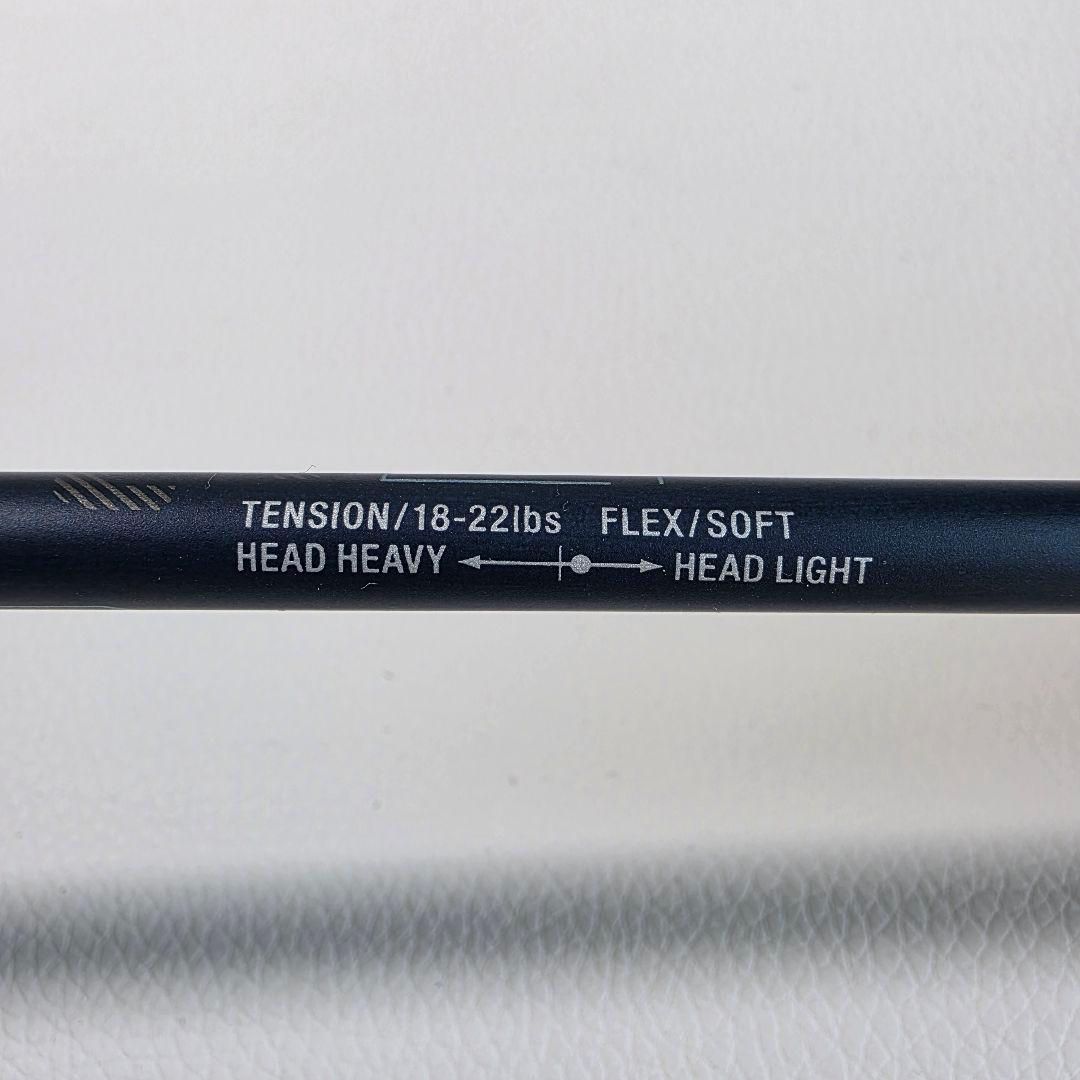 TENSION/18-22lbs FLEX/SOFT
HEAD HEAVY HEAD LIGHT